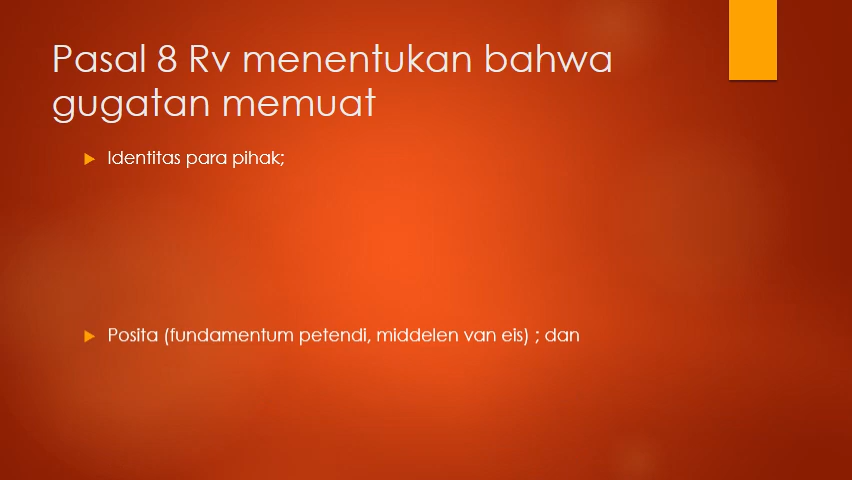 Pasal 8 Rv menentukan bahwa
gugatan memuat
Identitas para pihak;
Posita (fundamentum petendi, middelen van eis) ; dan